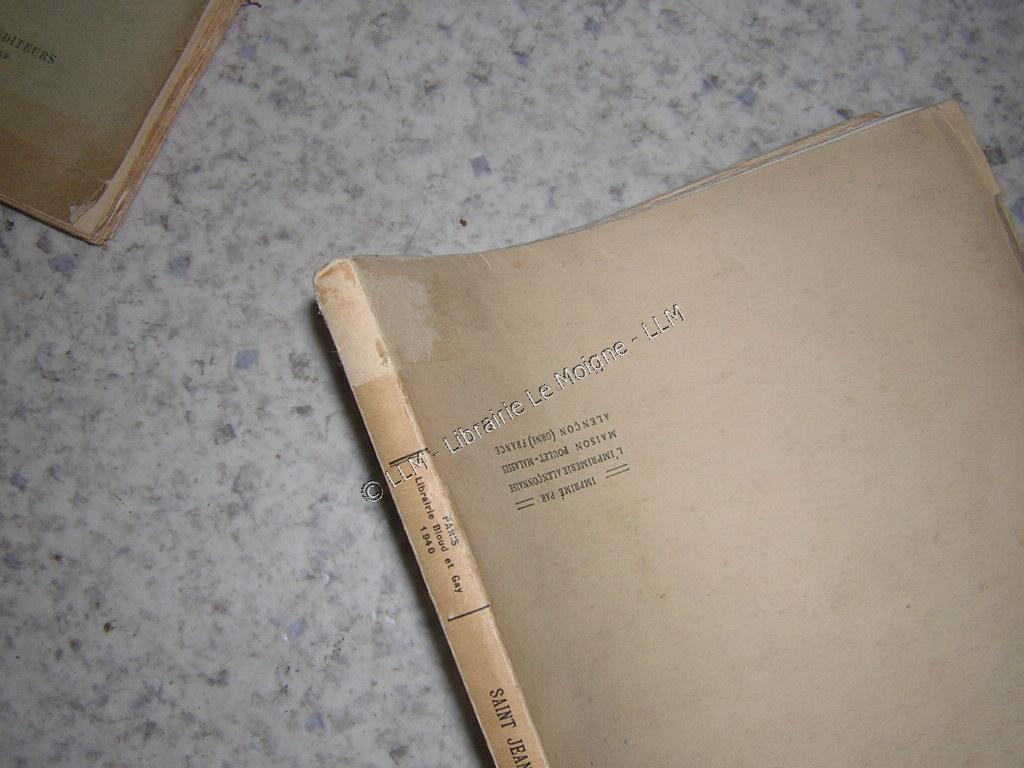 ÉDITEURS
© LLM - Librairie Le Moigne - LLM
IMPRIMÉ PAR
L'IMPRIMERIE ALENÇONNAISE
MAISON POULET-MALASSIS
ALENÇON (ORNE) FRANCE
PARIS
Librairie Bloud et Gay
1940
SAINT JEAN